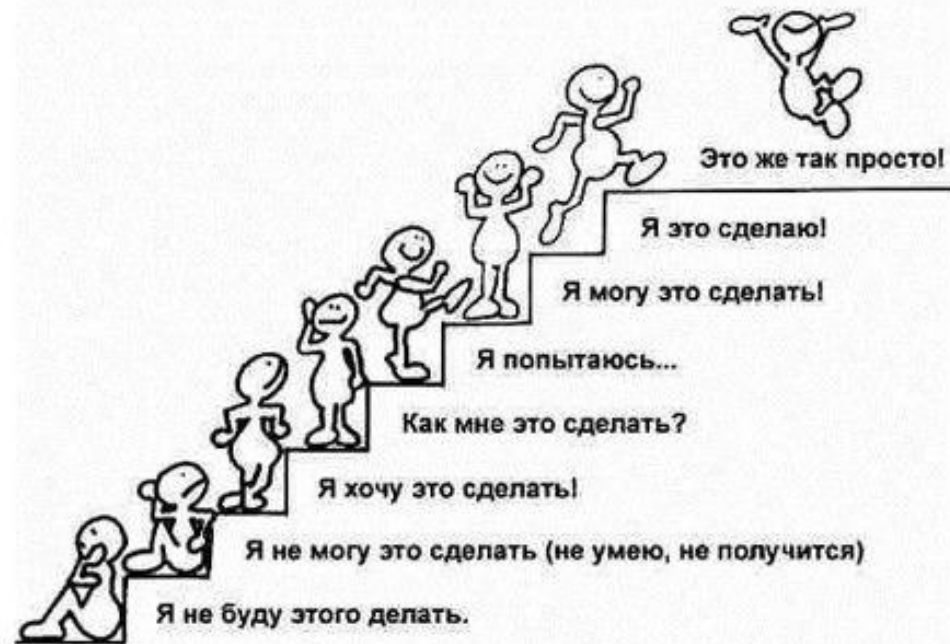 Это же так просто!
Я это сделаю!
Я могу это сделать!
Я попытаюсь...
Как мне это сделать?
Я хочу это сделать!
Я не могу это сделать (не умею, не получится)
Я не буду этого делать.